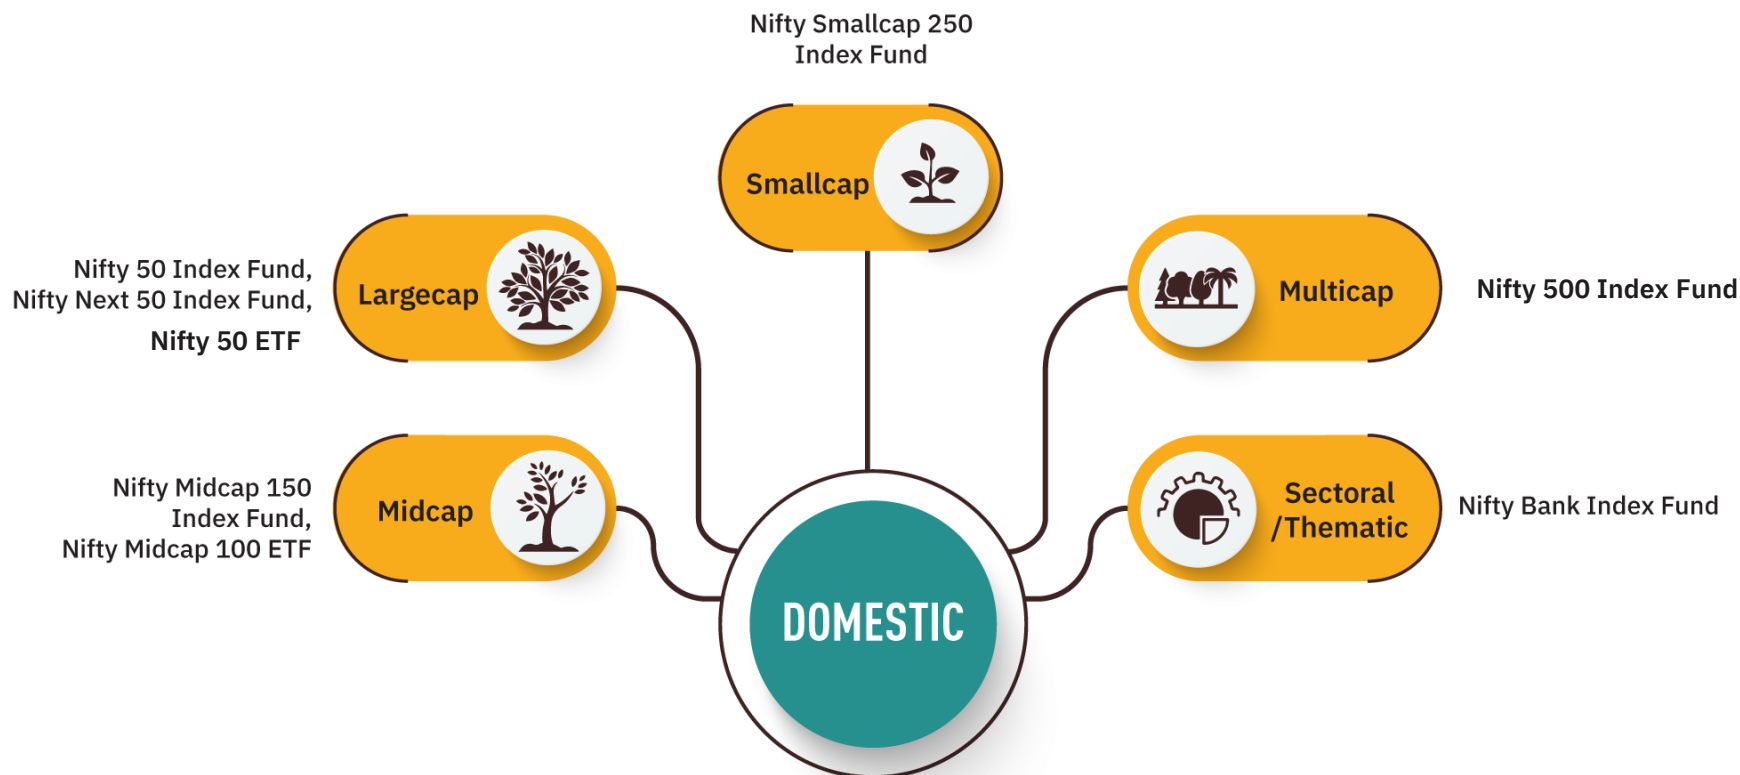 Nifty Smallcap 250
Index Fund
Smallcap
Nifty 50 Index Fund,
Nifty Next 50 Index Fund,
Nifty 50 ETF
Largecap
Multicap
Nifty 500 Index Fund
Nifty Midcap 150
Index Fund,
Nifty Midcap 100 ETF
Midcap
Sectoral
/Thematic
Nifty Bank Index Fund
DOMESTIC